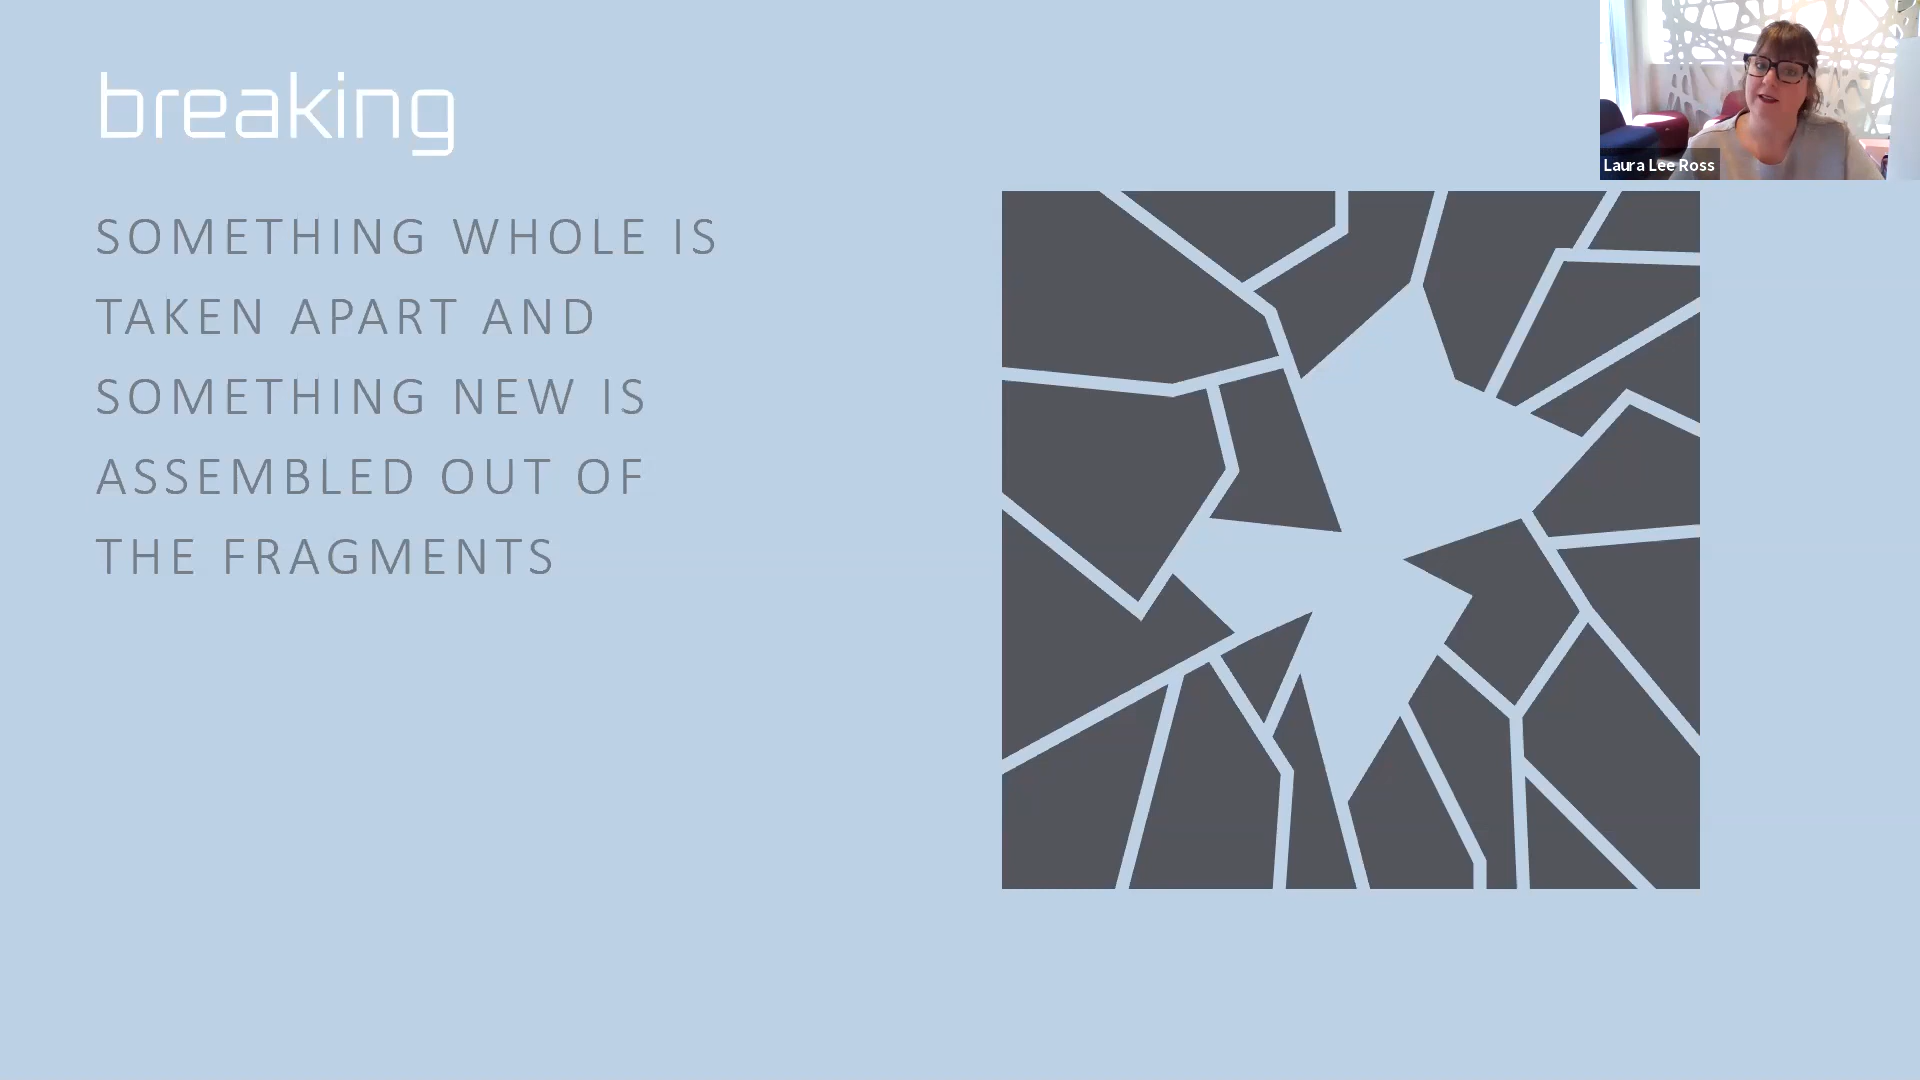 breaking
SOMETHING WHOLE IS
TAKEN APART AND
SOMETHING NEW IS
ASSEMBLED OUT OF
THE FRAGMENTS
Laura Lee Ross